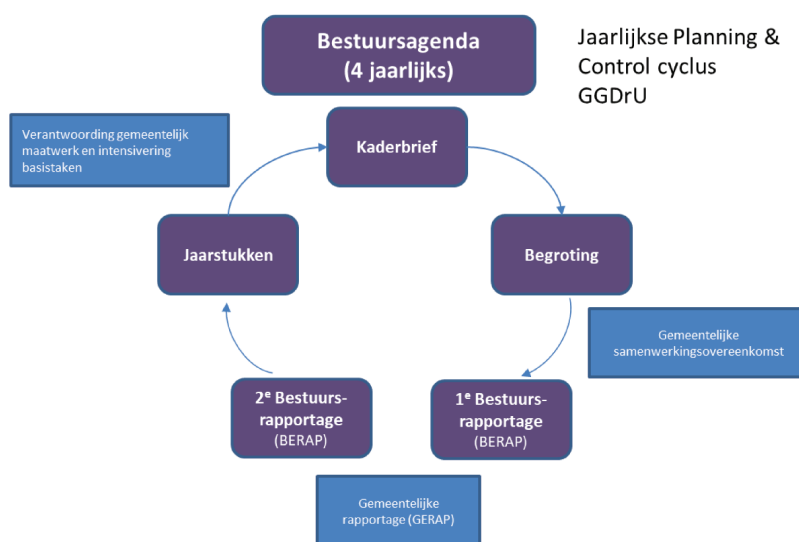 Bestuursagenda
(4 jaarlijks)
Jaarlijkse Planning &
Control cyclus
GGDrU
Verantwoording gemeentelijk
maatwerk en intensivering
basistaken
Kaderbrief
Jaarstukken
Begroting
Gemeentelijke
samenwerkingsovereenkomst
2e Bestuurs-
rapportage
(BERAP)
1e Bestuurs-
rapportage
(BERAP)
Gemeentelijke
rapportage (GERAP)